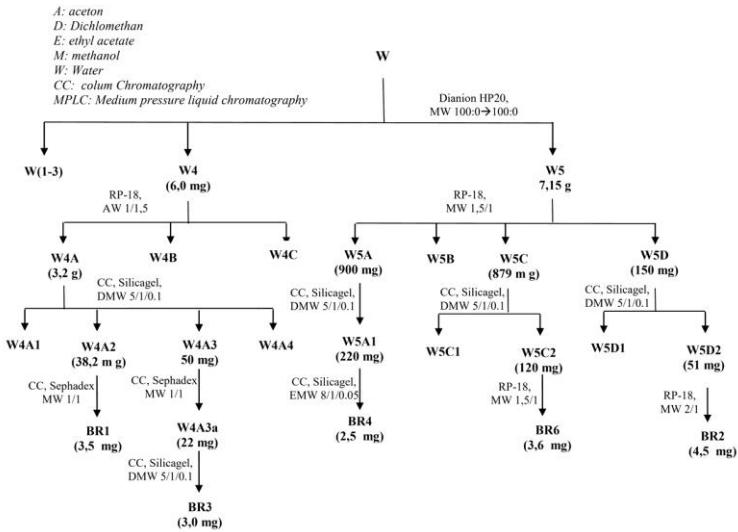 A: aceton
D: Dichlomethan
E: ethyl acetate
M: methanol
W: Water
CC: colum Chromatography
MPLC: Medium pressure liquid chromatography
W
Dianion HP20,
MW 100:0→100:0
W(1-3)
W4
(6,0 mg)
W5
7,15 g
RP-18,
AW 1/1,5
RP-18,
MW 1,5/1
W4A
(3,2 g)
W4B
W4C
W5A
(900 mg)
W5B
W5C
(879 m g)
W5D
(150 mg)
CC, Silicagel,
DMW 5/1/0.1
CC, Silicagel,
DMW 5/1/0.1
CC, Silicagel,
DMW 5/1/0.1
CC, Silicagel,
DMW 5/1/0.1
W4A1
W4A2
(38,2 m g)
W4A3
50 mg)
W4A4
W5A1
(220 mg)
W5C1
W5C2
(120 mg)
W5D1
W5D2
(51 mg)
CC, Sephadex
MW 1/1
CC, Sephadex
MW 1/1
CC, Silicagel,
EMW 8/1/0.05
RP-18,
MW 1,5/1
RP-18,
MW 2/1
BR1
(3,5 mg)
W4A3a
(22 mg)
BR4
(2,5 mg)
BR6
(3,6 mg)
BR2
(4,5 mg)
CC, Silicagel,
DMW 5/1/0.1
BR3
(3,0 mg)